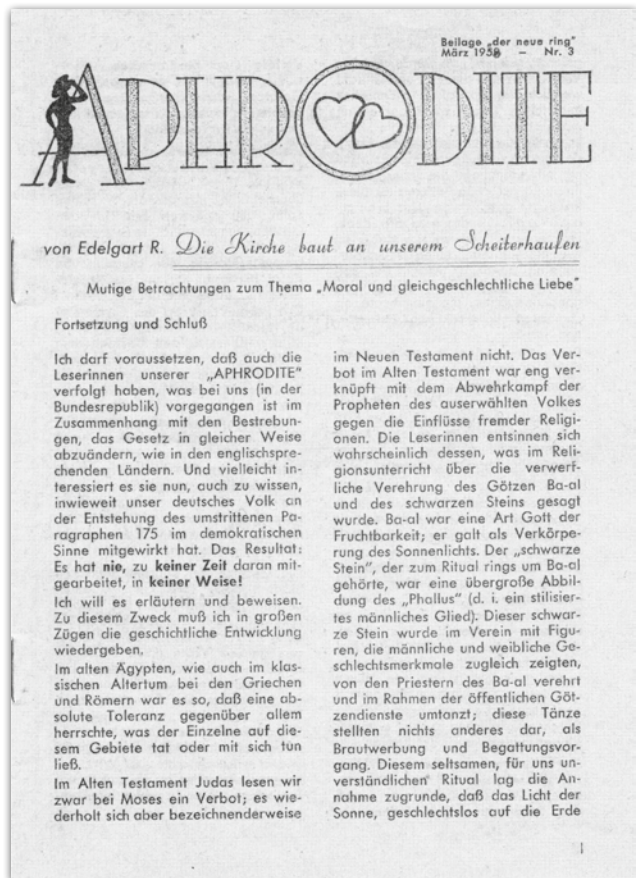 Beilage „der neue ring"
März 1958 – Nr. 3
APHRODITE
von Edelgart R. Die Kirche baut an unserem Scheiterhaufen
Mutige Betrachtungen zum Thema „Moral und gleichgeschlechtliche Liebe"
Fortsetzung und Schluß
Ich darf voraussetzen, daß auch die
Leserinnen unserer „APHRODITE"
verfolgt haben, was bei uns (in der
Bundesrepublik) vorgegangen ist im
Zusammenhang mit den Bestrebun-
gen, das Gesetz in gleicher Weise
abzuändern, wie in den englischspre-
chenden Ländern. Und vielleicht in-
teressiert es sie nun, auch zu wissen,
inwieweit unser deutsches Volk an
der Entstehung des umstrittenen Pa-
ragraphen 175 im demokratischen
Sinne mitgewirkt hat. Das Resultat:
Es hat nie, zu keiner Zeit daran mit-
gearbeitet, in keiner Weise!
Ich will es erläutern und beweisen.
Zu diesem Zweck muß ich in großen
Zügen die geschichtliche Entwicklung
wiedergeben.
Im alten Ägypten, wie auch im klas-
sischen Altertum bei den Griechen
und Römern war es so, daß eine ab-
solute Toleranz gegenüber allem
herrschte, was der Einzelne auf die-
sem Gebiete tat oder mit sich tun
ließ.
Im Alten Testament Judas lesen wir
zwar bei Moses ein Verbot; es wie-
derholt sich aber bezeichnenderweise
im Neuen Testament nicht. Das Ver-
bot im Alten Testament war eng ver-
knüpft mit dem Abwehrkampf der
Propheten des auserwählten Volkes
gegen die Einflüsse fremder Religi-
onen. Die Leserinnen entsinnen sich
wahrscheinlich dessen, was im Reli-
gionsunterricht über die verwerf-
liche Verehrung des Götzen Ba-al
und des schwarzen Steins gesagt
wurde. Ba-al war eine Art Gott der
Fruchtbarkeit; er galt als Verkörpe-
rung des Sonnenlichts. Der „schwarze
Stein", der zum Ritual rings um Ba-al
gehörte, war eine übergroße Abbil-
dung des „Phallus" (d. i. ein stilisier-
tes männliches Glied). Dieser schwar-
ze Stein wurde im Verein mit Figu-
ren, die männliche und weibliche Ge-
schlechtsmerkmale zugleich zeigten,
von den Priestern des Ba-al verehrt
und im Rahmen der öffentlichen Göt-
zendienste umtanzt; diese Tänze
stellten nichts anderes dar, als
Brautwerbung und Begattungsvor-
gang. Diesem seltsamen, für uns un-
verständlichen Ritual lag die An-
nahme zugrunde, daß das Licht der
Sonne, geschlechtslos auf die Erde
1